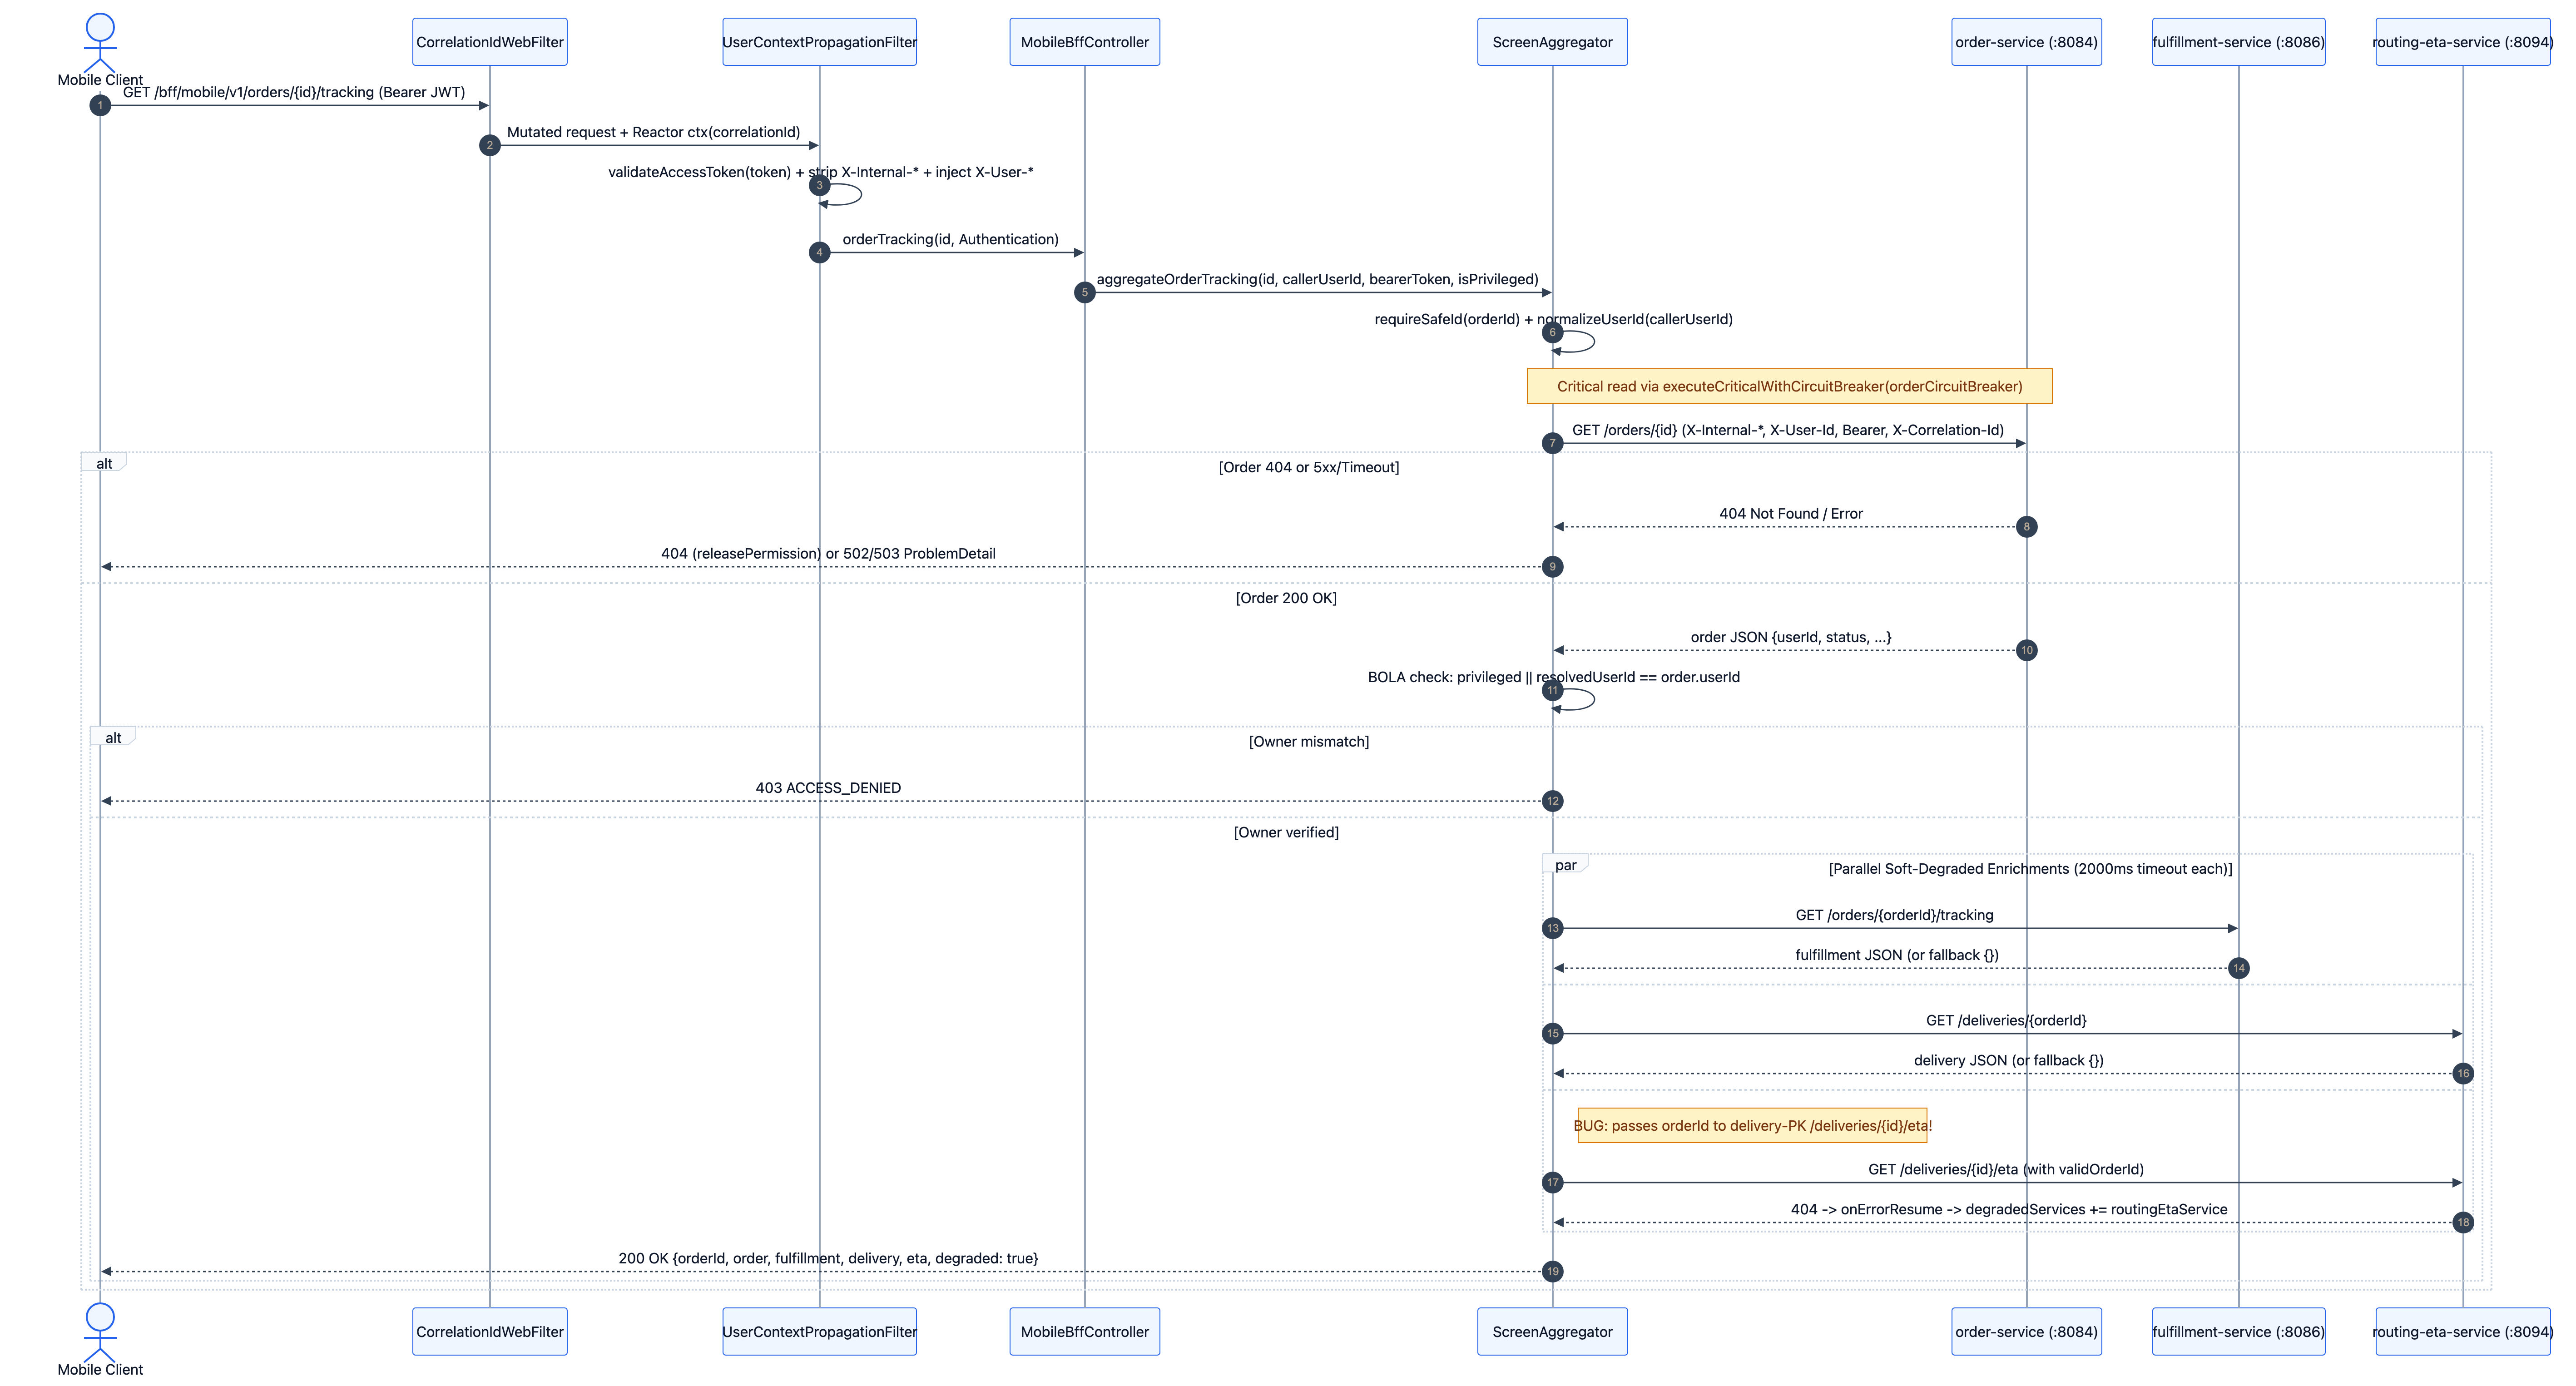 Mobile Client
CorrelationIdWebFilter
UserContextPropagationFilter
MobileBffController
ScreenAggregator
order-service (:8084)
fulfillment-service (:8086)
routing-eta-service (:8094)
1
GET /bff/mobile/v1/orders/{id}/tracking (Bearer JWT)
2
Mutated request + Reactor ctx(correlationId)
3
validateAccessToken(token) + strip X-Internal-* + inject X-User-*
4
orderTracking(id, Authentication)
5
aggregateOrderTracking(id, callerUserId, bearerToken, isPrivileged)
6
requireSafeId(orderId) + normalizeUserId(callerUserId)
Critical read via executeCriticalWithCircuitBreaker(orderCircuitBreaker)
7
GET /orders/{id} (X-Internal-*, X-User-Id, Bearer, X-Correlation-Id)
alt
[Order 404 or 5xx/Timeout]
404 Not Found / Error
8
404 (releasePermission) or 502/503 ProblemDetail
9
[Order 200 OK]
order JSON {userId, status, ...}
10
BOLA check: privileged || resolvedUserId == order.userId
11
alt
[Owner mismatch]
403 ACCESS_DENIED
12
[Owner verified]
par
[Parallel Soft-Degraded Enrichments (2000ms timeout each)]
13
GET /orders/{orderId}/tracking
fulfillment JSON (or fallback {})
14
15
GET /deliveries/{orderId}
delivery JSON (or fallback {})
16
BUG: passes orderId to delivery-PK /deliveries/{id}/eta!
17
GET /deliveries/{id}/eta (with validOrderId)
404 -> onErrorResume -> degradedServices += routingEtaService
18
200 OK {orderId, order, fulfillment, delivery, eta, degraded: true}
19
Mobile Client
CorrelationIdWebFilter
UserContextPropagationFilter
MobileBffController
ScreenAggregator
order-service (:8084)
fulfillment-service (:8086)
routing-eta-service (:8094)